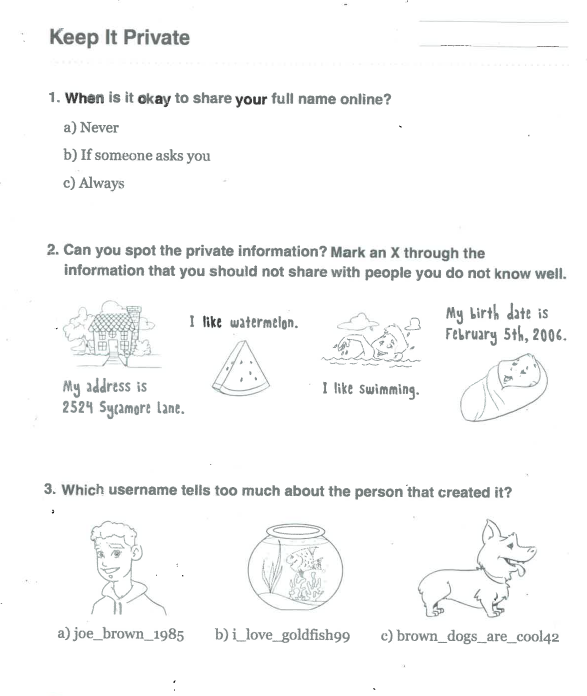 Keep It Private
1. When is it okay to share your full name online?
a) Never
b) If someone asks you
c) Always
2. Can you spot the private information? Mark an X through the
information that you should not share with people you do not know well.
My address is
2524 Sycamore Lane.
I like watermelon.
I like swimming.
My birth date is
February 5th, 2006.
3. Which username tells too much about the person that created it?
a) joe_brown_1985
b) i_love_goldfish99
c) brown_dogs_are_cool42